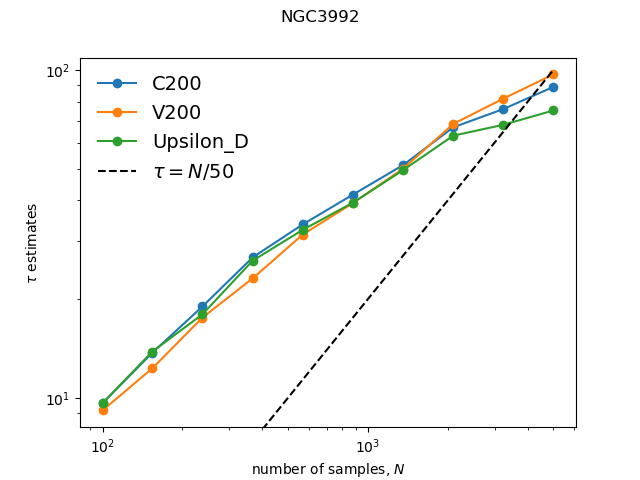 NGC3992
10²
C200
V200
Upsilon_D
τ = N/50
τ estimates
10¹
10²
10³
number of samples, N